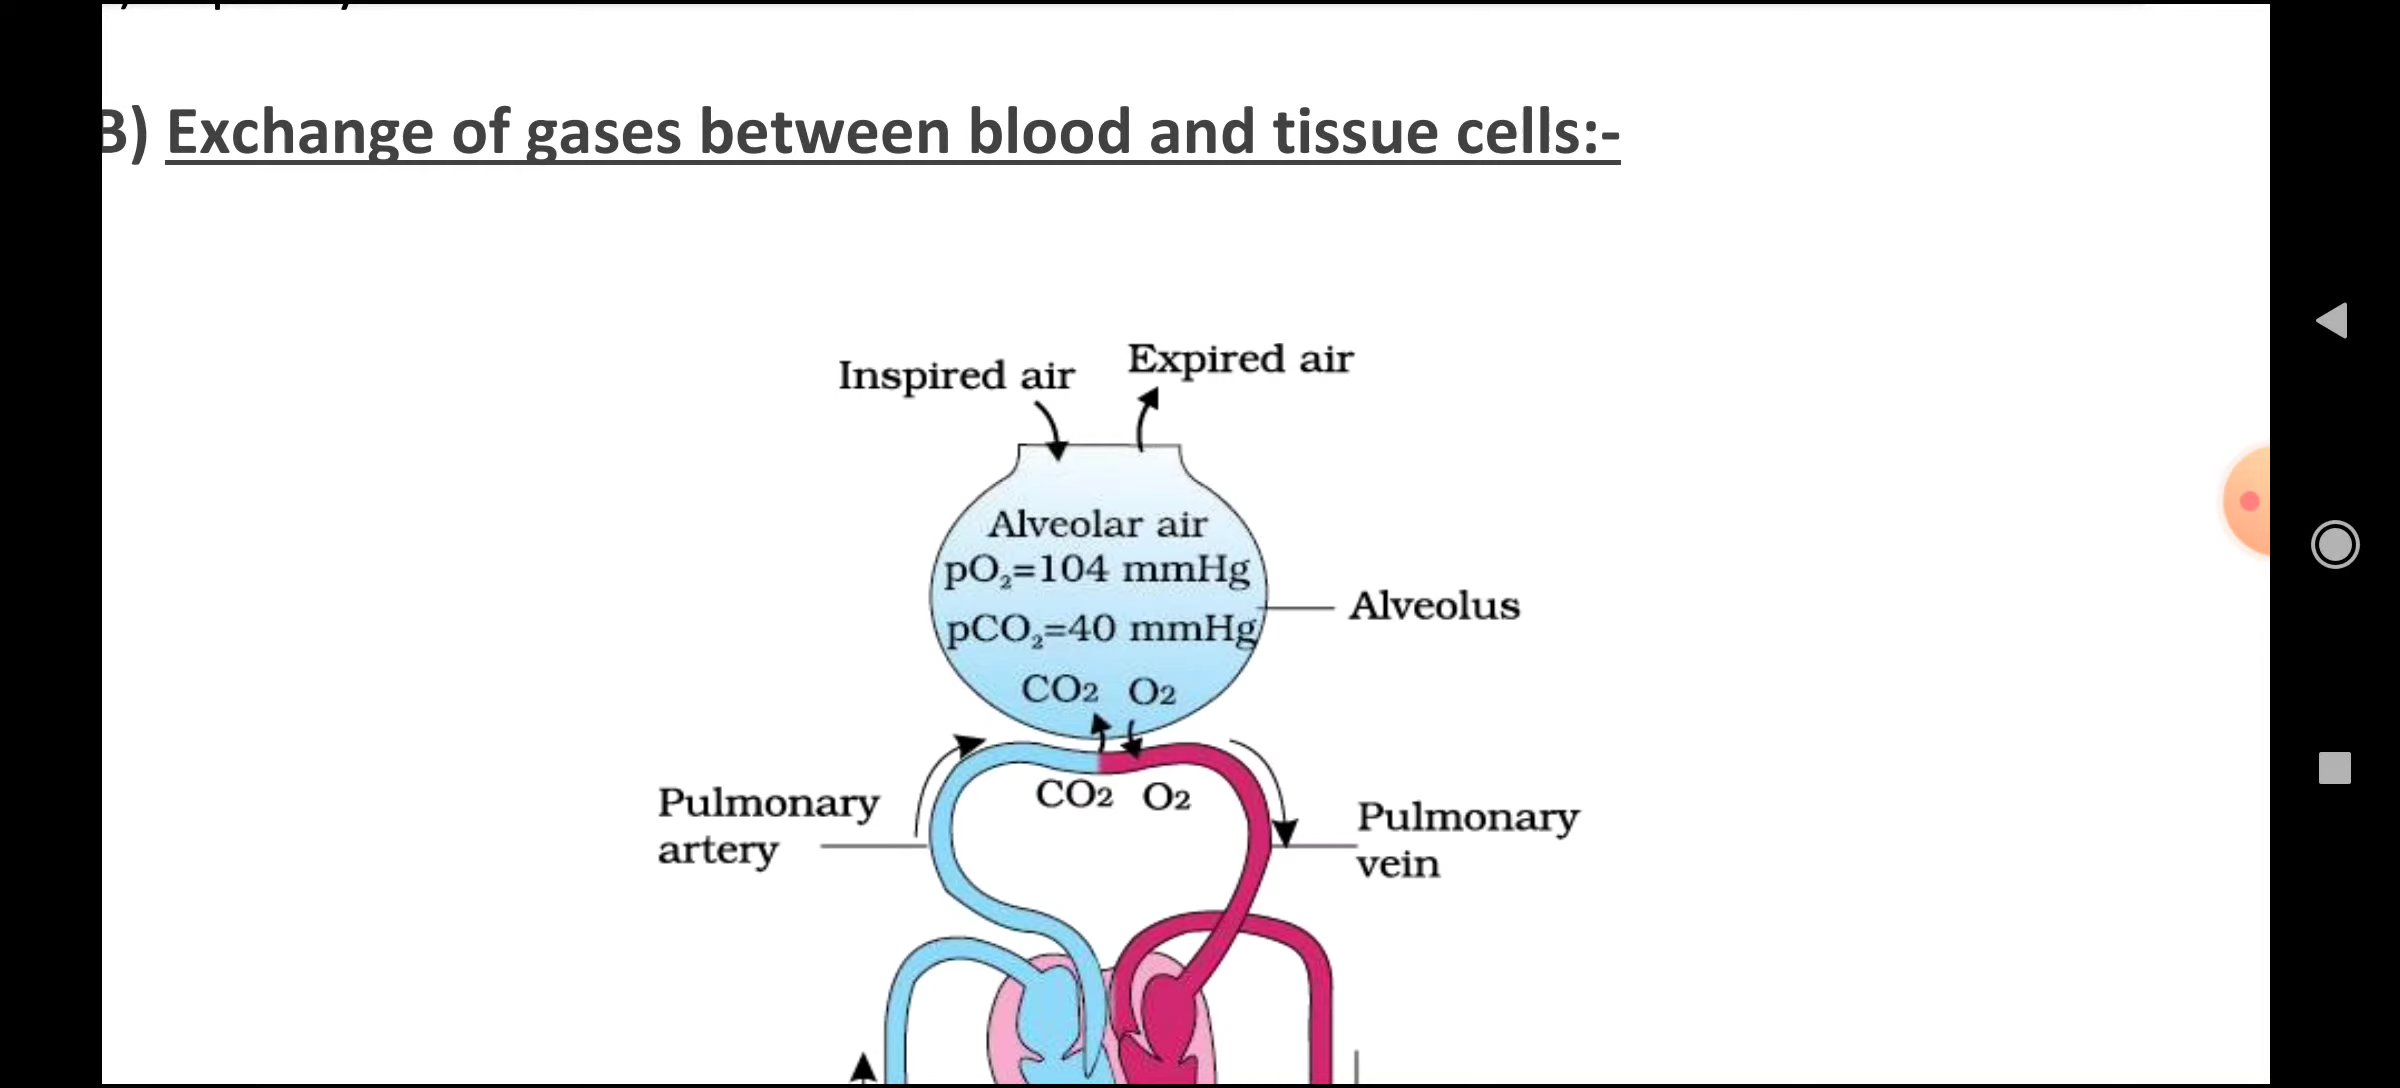 B) Exchange of gases between blood and tissue cells:-
Inspired air
Expired air
Alveolar air
pO₂=104 mmHg
pCO₂=40 mmHg
Alveolus
CO2 O2
CO2 O2
Pulmonary
artery
Pulmonary
vein